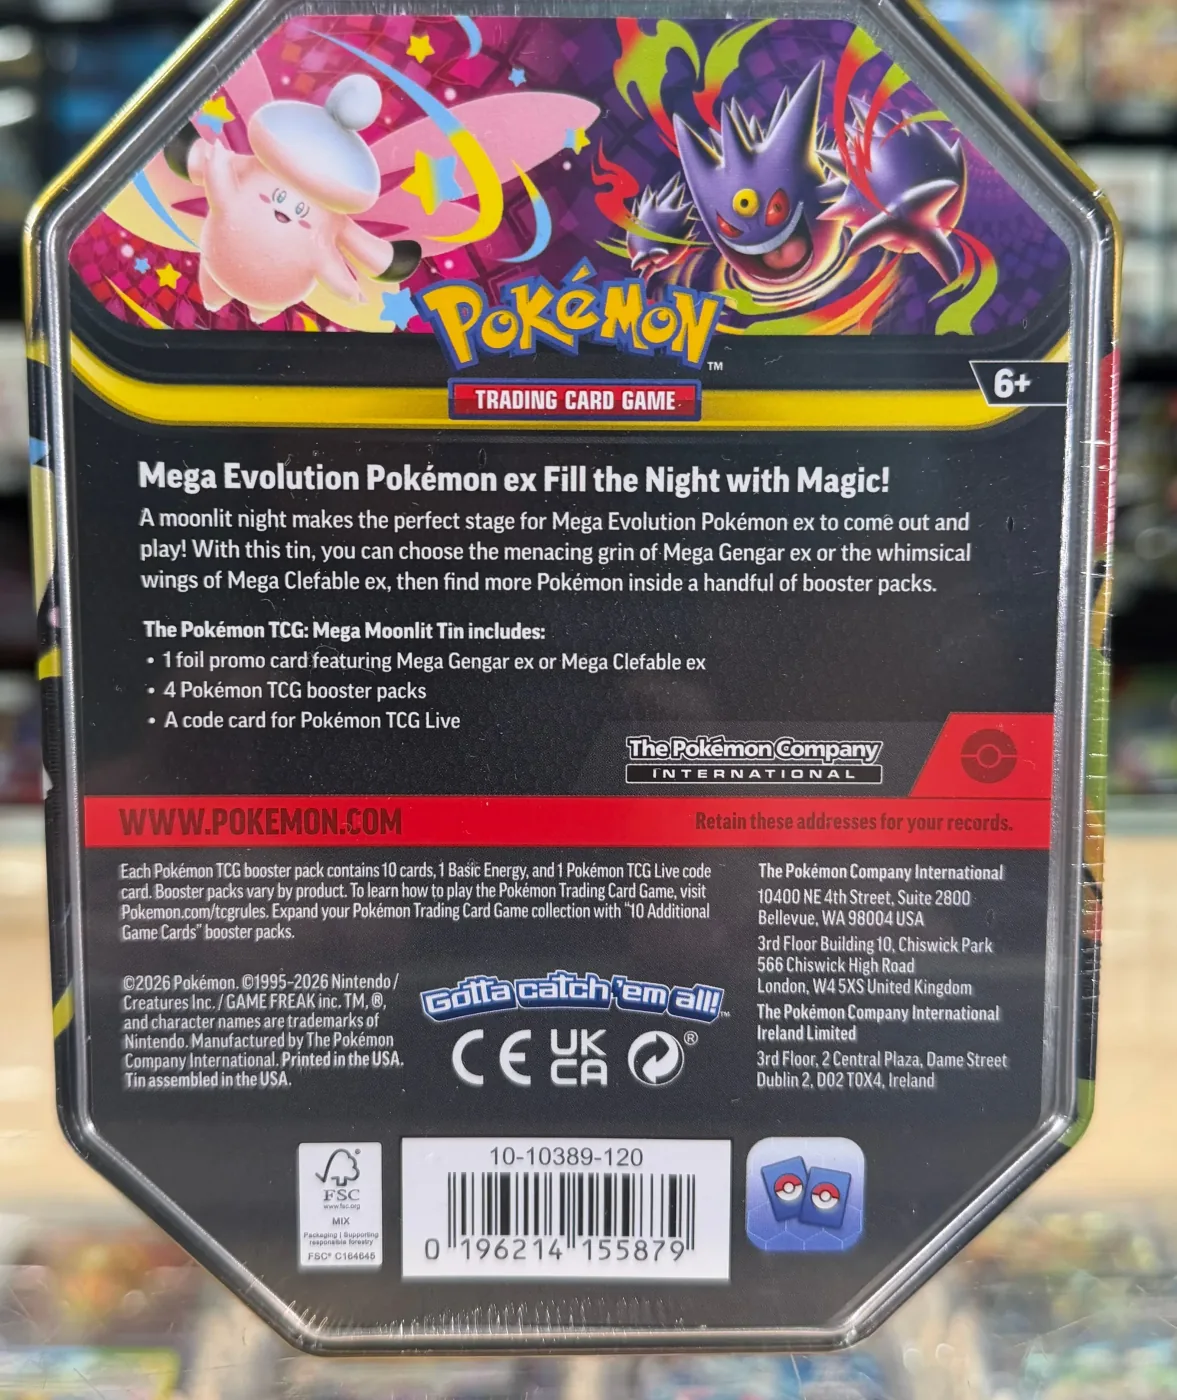 POKéMON
TM
TRADING CARD GAME
6+
Mega Evolution Pokémon ex Fill the Night with Magic!
A moonlit night makes the perfect stage for Mega Evolution Pokémon ex to come out and
play! With this tin, you can choose the menacing grin of Mega Gengar ex or the whimsical
wings of Mega Clefable ex, then find more Pokémon inside a handful of booster packs.
The Pokémon TCG: Mega Moonlit Tin includes:
• 1 foil promo card featuring Mega Gengar ex or Mega Clefable ex
• 4 Pokémon TCG booster packs
• A code card for Pokémon TCG Live
The Pokémon Company
INTERNATIONAL
WWW.POKEMON.COM
Retain these addresses for your records.
Each Pokémon TCG booster pack contains 10 cards, 1 Basic Energy, and 1 Pokémon TCG Live code
card. Booster packs vary by product. To learn how to play the Pokémon Trading Card Game, visit
Pokemon.com/tcgrules. Expand your Pokémon Trading Card Game collection with "10 Additional
Game Cards" booster packs.
©2026 Pokémon. ©1995–2026 Nintendo /
Creatures Inc. / GAME FREAK inc. TM, ®,
and character names are trademarks of
Nintendo. Manufactured by The Pokémon
Company International. Printed in the USA.
Tin assembled in the USA.
Gotta catch 'em all!
TM
CE
UK
CA
®
The Pokémon Company International
10400 NE 4th Street, Suite 2800
Bellevue, WA 98004 USA
3rd Floor Building 10, Chiswick Park
566 Chiswick High Road
London, W4 5XS United Kingdom
The Pokémon Company International
Ireland Limited
3rd Floor, 2 Central Plaza, Dame Street
Dublin 2, D02 T0X4, Ireland
FSC
www.fsc.org
MIX
Packaging | Supporting
responsible forestry
FSC® C164645
10-10389-120
0 196214 155879